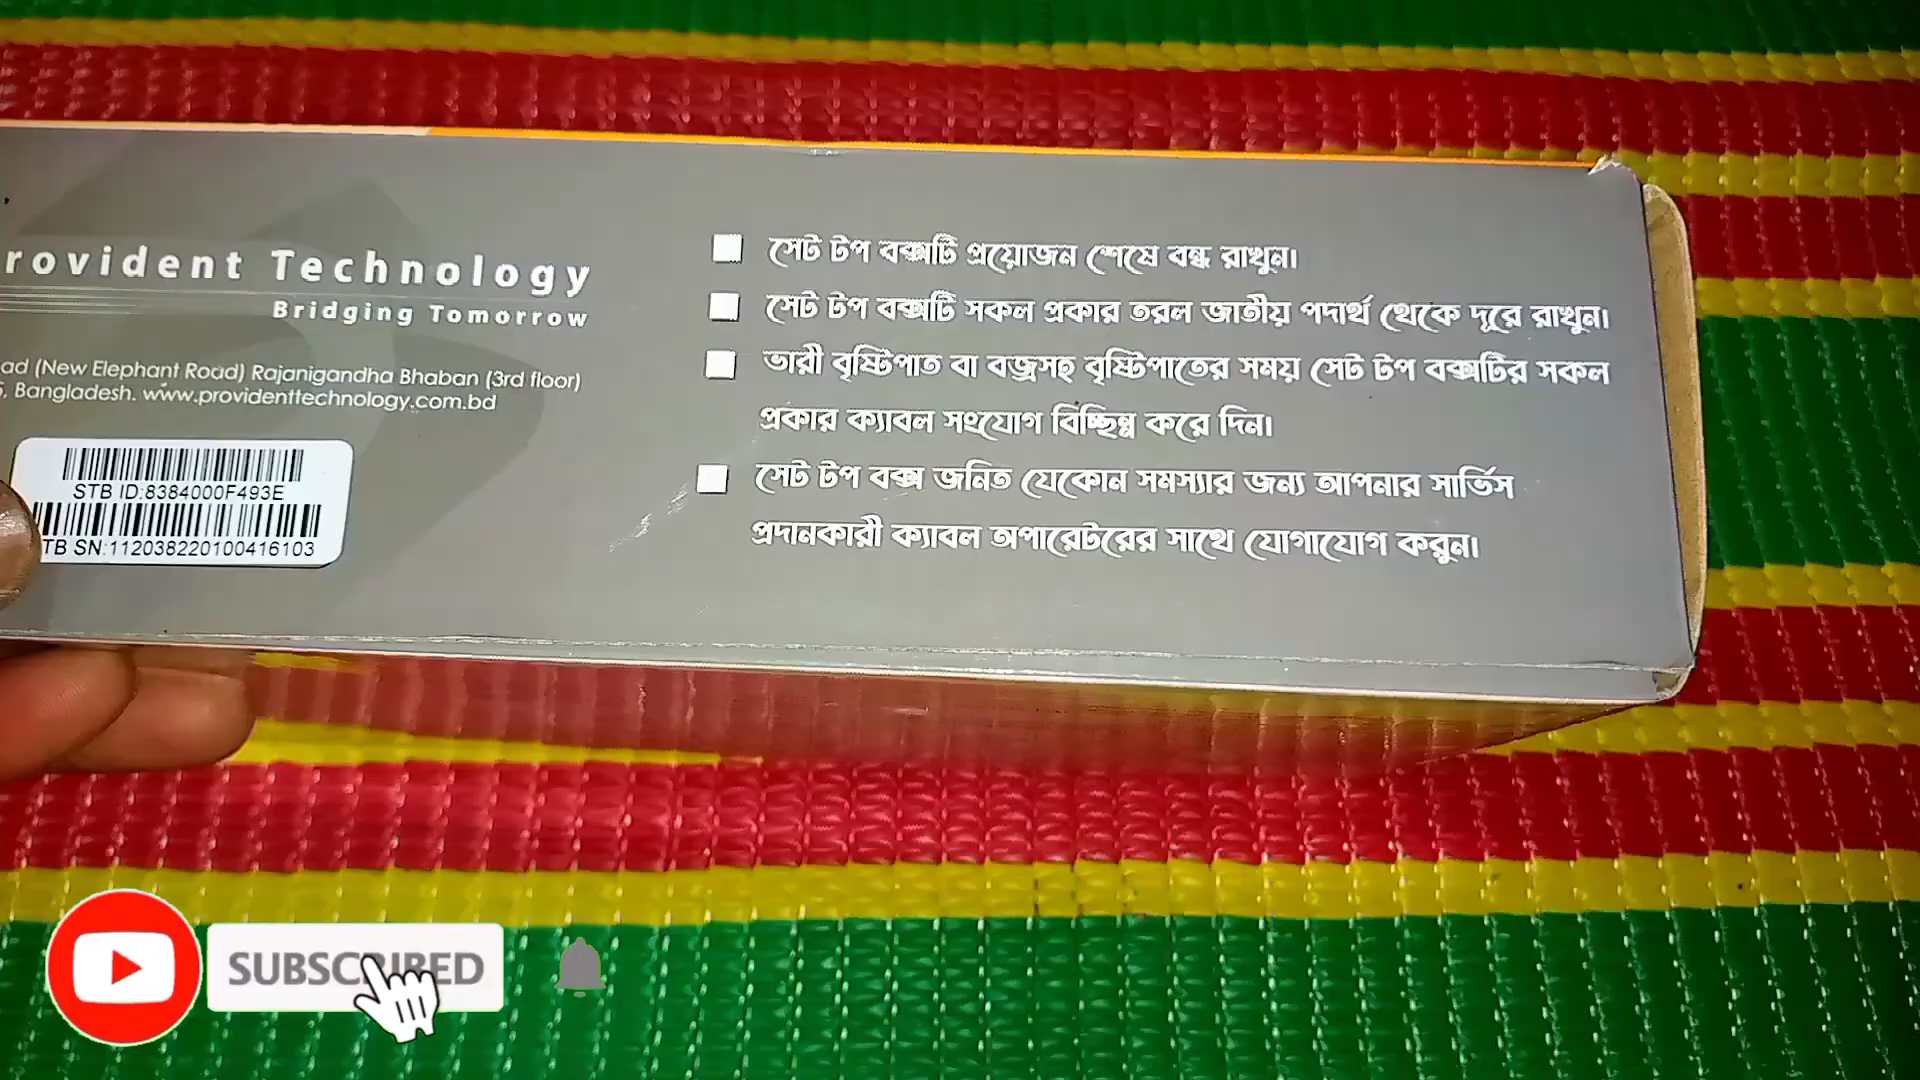 rovident Technology
Bridging Tomorrow
ad (New Elephant Road) Rajanigandha Bhaban (3rd floor)
, Bangladesh. www.providenttechnology.com.bd
STB ID:8384000F493E
TB SN:112038220100416103
সেট টপ বক্সটি প্রয়োজন শেষে বন্ধ রাখুন।
সেট টপ বক্সটি সকল প্রকার তরল জাতীয় পদার্থ থেকে দূরে রাখুন।
ভারী বৃষ্টিপাত বা বজ্রসহ বৃষ্টিপাতের সময় সেট টপ বক্সটির সকল
প্রকার ক্যাবল সংযোগ বিচ্ছিন্ন করে দিন।
সেট টপ বক্স জনিত যেকোন সমস্যার জন্য আপনার সার্ভিস
প্রদানকারী ক্যাবল অপারেটরের সাথে যোগাযোগ করুন।
SUBSCRIBED